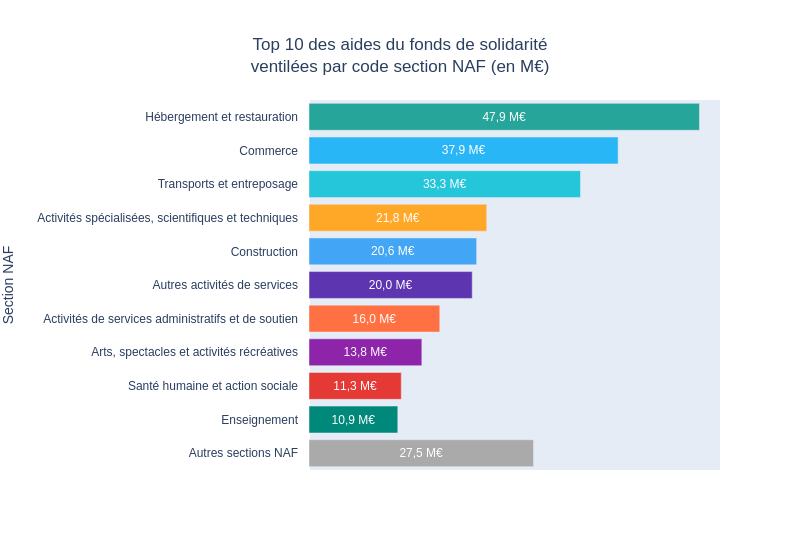 Top 10 des aides du fonds de solidarité
ventilées par code section NAF (en M€)
Section NAF
Hébergement et restauration 47,9 M€
Commerce 37,9 M€
Transports et entreposage 33,3 M€
Activités spécialisées, scientifiques et techniques 21,8 M€
Construction 20,6 M€
Autres activités de services 20,0 M€
Activités de services administratifs et de soutien 16,0 M€
Arts, spectacles et activités récréatives 13,8 M€
Santé humaine et action sociale 11,3 M€
Enseignement 10,9 M€
Autres sections NAF 27,5 M€